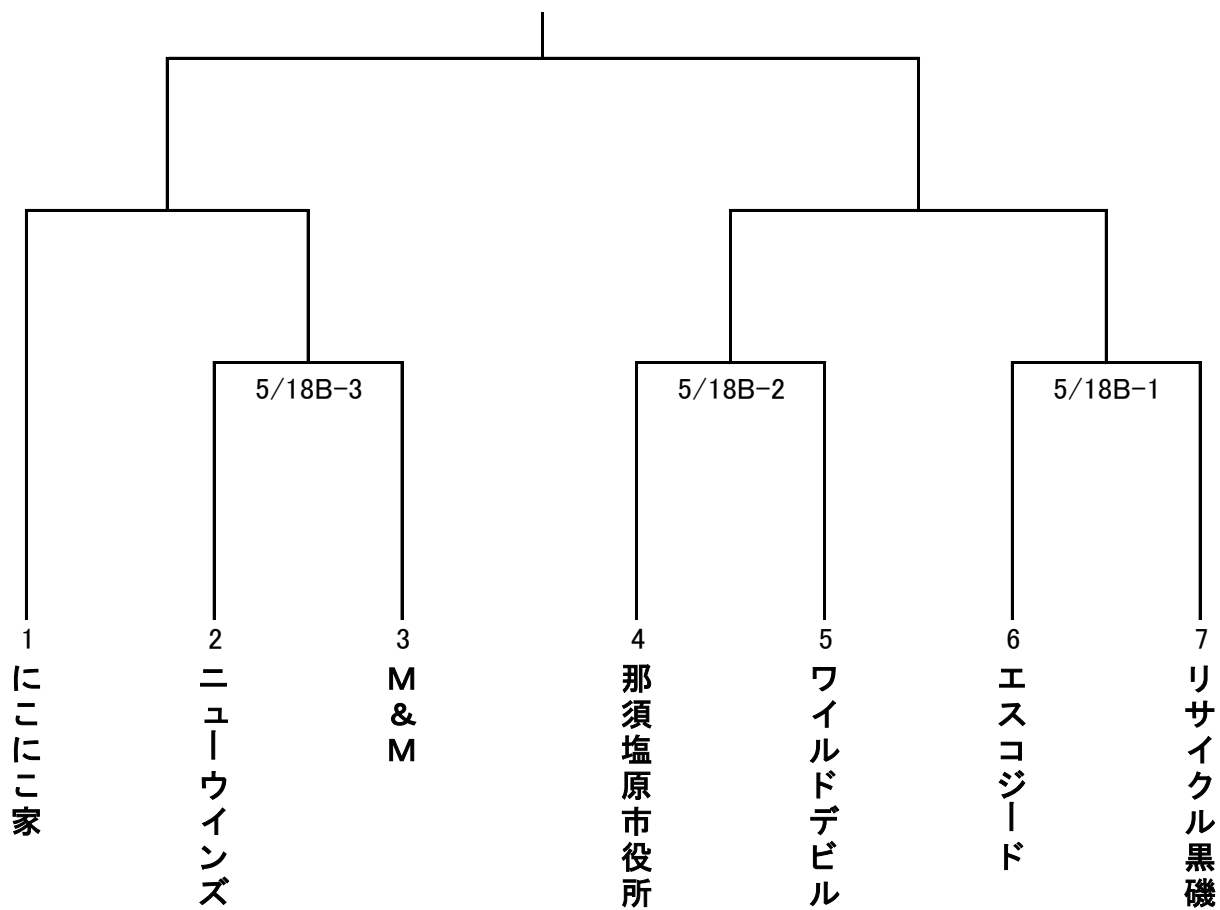 5/18B-3
5/18B-2
5/18B-1
1
2
3
4
5
6
7
にこにこ家
ニューウインズ
M&M
那須塩原市役所
ワイルドデビル
エスコジード
リサイクル黒磯